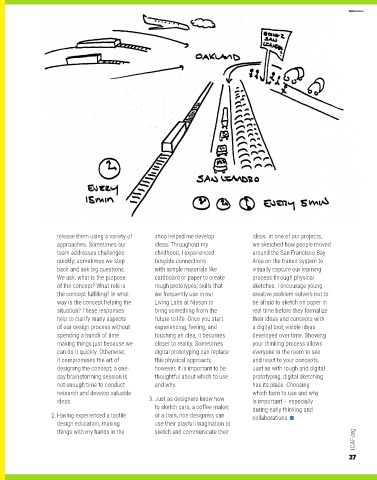 GOING 2
SAN
LEANDRO
OAKLAND
SAN LEANDRO
EVERY
15 MIN
EVERY 5 MIN
release them using a variety of
approaches. Sometimes our
team addresses challenges
quickly; sometimes we step
back and ask big questions.
We ask, what is the purpose
of the concept? What role is
the concept fulfilling? In what
way is the concept helping the
situation? These responses
help to clarify many aspects
of our design process without
spending a bunch of time
making things just because we
can do it quickly. Otherwise,
it compromises the art of
designing the concept; a one-
day brainstorming session is
not enough time to conduct
research and develop valuable
ideas.
2. Having experienced a tactile
design education, making
things with my hands in the
shop helped me develop
ideas. Throughout my
childhood, I experienced
tangible connections
with simple materials like
cardboard or paper to create
rough prototypes; skills that
we frequently use in our
Living Labs at Nissan to
bring something from the
future to life. Once you start
experiencing, feeling, and
touching an idea, it becomes
closer to reality. Sometimes
digital prototyping can replace
this physical approach;
however, it is important to be
thoughtful about which to use
and why.
3. Just as designers know how
to sketch cars, a coffee maker,
or a train, non-designers can
use their playful imagination to
sketch and communicate their
ideas. In one of our projects,
we sketched how people moved
around the San Francisco Bay
Area on the transit system to
visually capture our learning
process through physical
sketches. I encourage young
creative problem-solvers not to
be afraid to sketch on paper in
real time before they formalize
their ideas and concepts with
a digital tool; visible ideas
developed over time. Showing
your thinking process allows
everyone in the room to see
and react to your concepts.
Just as with rough and digital
prototyping, digital sketching
has its place. Choosing
which form to use and why
is important – especially
during early thinking and
collaborations.
ICAF.org
27